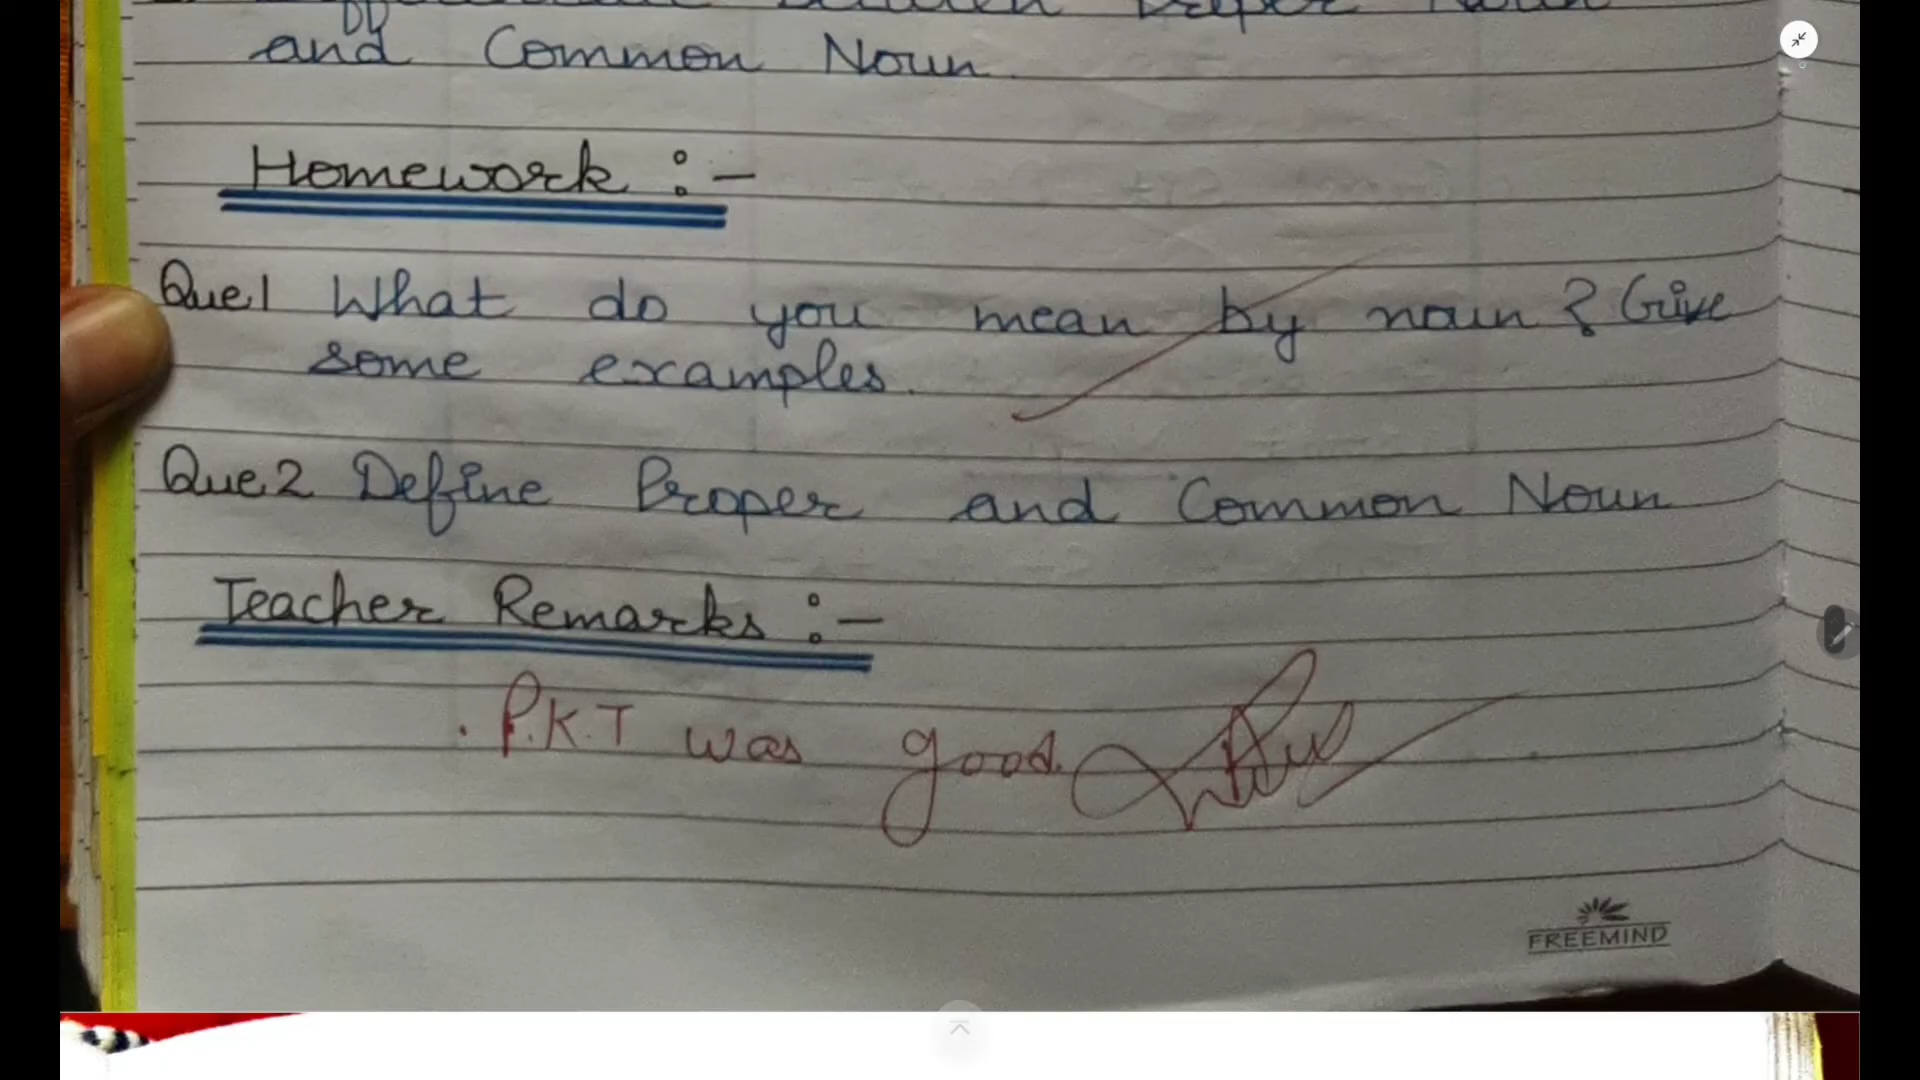 and Common Noun
Homework :-
Que1 What do you mean by noun ? Give
some examples.
Que2 Define Proper and Common Noun
Teacher Remarks :-
. P.K.T was good.
FREEMIND